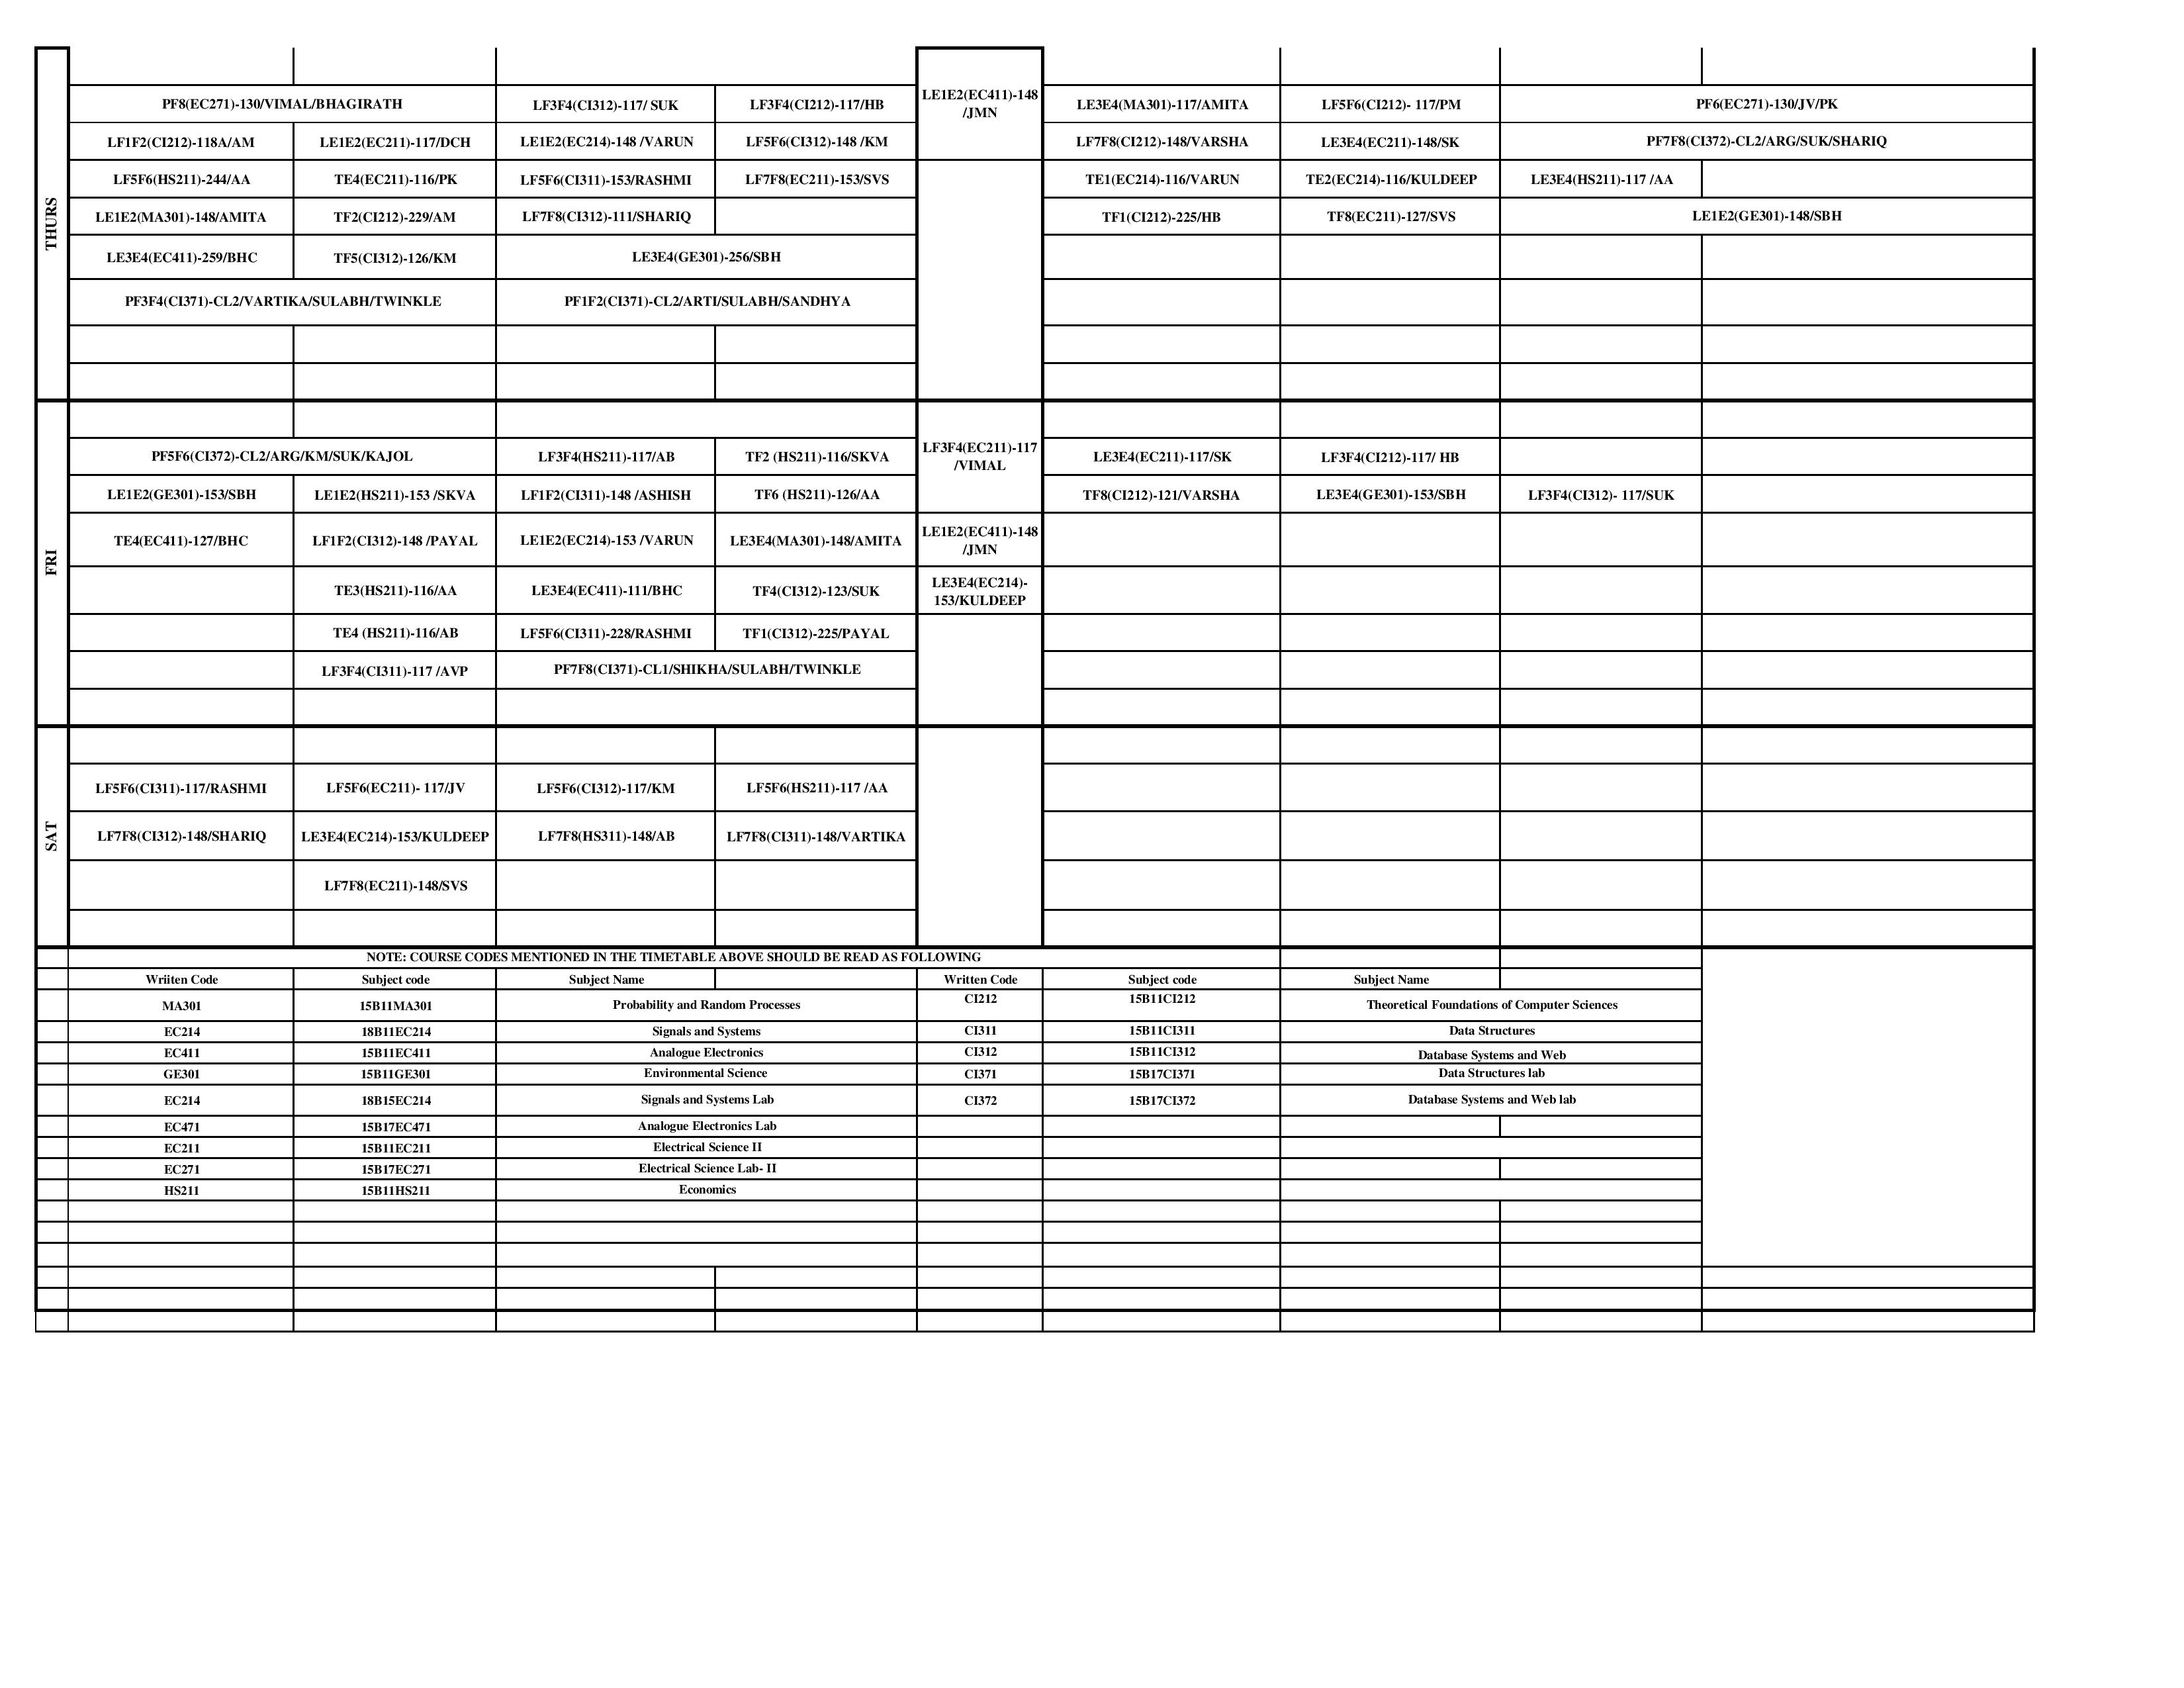 THURS
PF8(EC271)-130/VIMAL/BHAGIRATH LF3F4(CI312)-117/ SUK LF3F4(CI212)-117/HB LE1E2(EC411)-148 LE3E4(MA301)-117/AMITA LF5F6(CI212)- 117/PM PF6(EC271)-130/JV/PK
/JMN
LF1F2(CI212)-118A/AM LE1E2(EC211)-117/DCH LE1E2(EC214)-148 /VARUN LF5F6(CI312)-148 /KM LF7F8(CI212)-148/VARSHA LE3E4(EC211)-148/SK PF7F8(CI372)-CL2/ARG/SUK/SHARIQ
LF5F6(HS211)-244/AA TE4(EC211)-116/PK LF5F6(CI311)-153/RASHMI LF7F8(EC211)-153/SVS TE1(EC214)-116/VARUN TE2(EC214)-116/KULDEEP LE3E4(HS211)-117 /AA
LE1E2(MA301)-148/AMITA TF2(CI212)-229/AM LF7F8(CI312)-111/SHARIQ TF1(CI212)-225/HB TF8(EC211)-127/SVS LE1E2(GE301)-148/SBH
LE3E4(EC411)-259/BHC TF5(CI312)-126/KM LE3E4(GE301)-256/SBH
PF3F4(CI371)-CL2/VARTIKA/SULABH/TWINKLE PF1F2(CI371)-CL2/ARTI/SULABH/SANDHYA
FRI
PF5F6(CI372)-CL2/ARG/KM/SUK/KAJOL LF3F4(HS211)-117/AB TF2 (HS211)-116/SKVA LF3F4(EC211)-117 LE3E4(EC211)-117/SK LF3F4(CI212)-117/ HB
/VIMAL
LE1E2(GE301)-153/SBH LE1E2(HS211)-153 /SKVA LF1F2(CI311)-148 /ASHISH TF6 (HS211)-126/AA TF8(CI212)-121/VARSHA LE3E4(GE301)-153/SBH LF3F4(CI312)- 117/SUK
TE4(EC411)-127/BHC LF1F2(CI312)-148 /PAYAL LE1E2(EC214)-153 /VARUN LE3E4(MA301)-148/AMITA LE1E2(EC411)-148
/JMN
TE3(HS211)-116/AA LE3E4(EC411)-111/BHC TF4(CI312)-123/SUK LE3E4(EC214)-
153/KULDEEP
TE4 (HS211)-116/AB LF5F6(CI311)-228/RASHMI TF1(CI312)-225/PAYAL
LF3F4(CI311)-117 /AVP PF7F8(CI371)-CL1/SHIKHA/SULABH/TWINKLE
SAT
LF5F6(CI311)-117/RASHMI LF5F6(EC211)- 117/JV LF5F6(CI312)-117/KM LF5F6(HS211)-117 /AA
LF7F8(CI312)-148/SHARIQ LE3E4(EC214)-153/KULDEEP LF7F8(HS311)-148/AB LF7F8(CI311)-148/VARTIKA
LF7F8(EC211)-148/SVS
NOTE: COURSE CODES MENTIONED IN THE TIMETABLE ABOVE SHOULD BE READ AS FOLLOWING
Wriiten Code Subject code Subject Name Written Code Subject code Subject Name
MA301 15B11MA301 Probability and Random Processes CI212 15B11CI212 Theoretical Foundations of Computer Sciences
EC214 18B11EC214 Signals and Systems CI311 15B11CI311 Data Structures
EC411 15B11EC411 Analogue Electronics CI312 15B11CI312 Database Systems and Web
GE301 15B11GE301 Environmental Science CI371 15B17CI371 Data Structures lab
EC214 18B15EC214 Signals and Systems Lab CI372 15B17CI372 Database Systems and Web lab
EC471 15B17EC471 Analogue Electronics Lab
EC211 15B11EC211 Electrical Science II
EC271 15B17EC271 Electrical Science Lab- II
HS211 15B11HS211 Economics